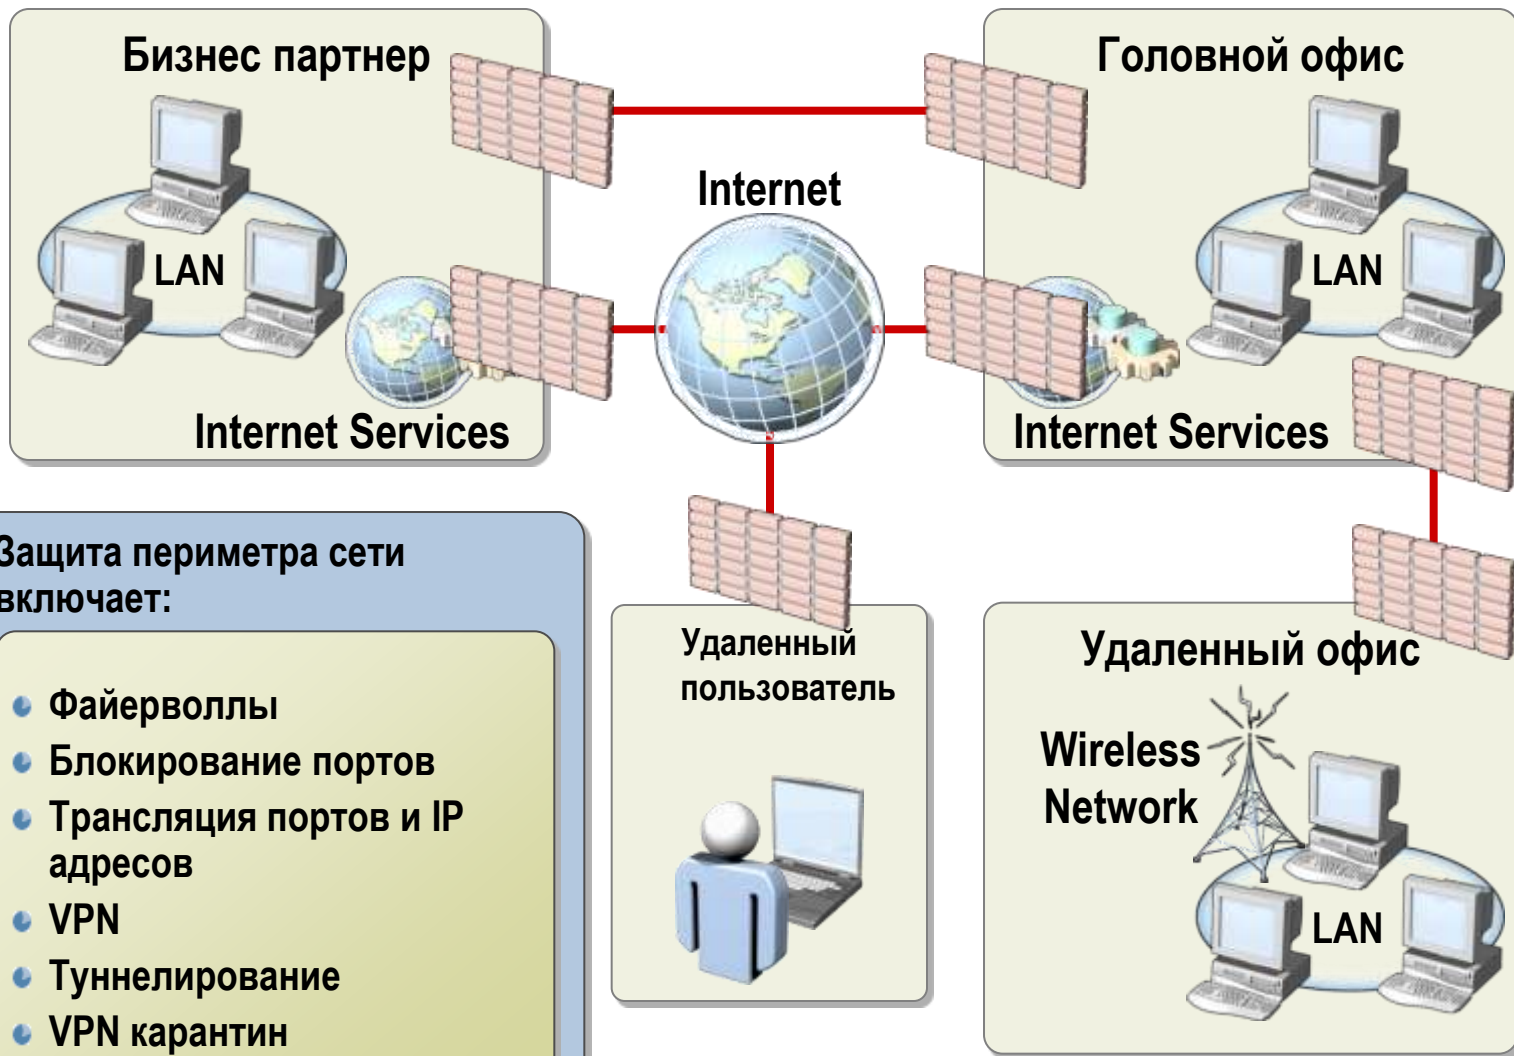 Бизнес партнер
Головной офис
Internet
LAN
LAN
Internet Services
Internet Services
Защита периметра сети
включает:
Файерволлы
Блокирование портов
Трансляция портов и IP
адресов
VPN
Туннелирование
VPN карантин
Удаленный
пользователь
Удаленный офис
Wireless
Network
LAN